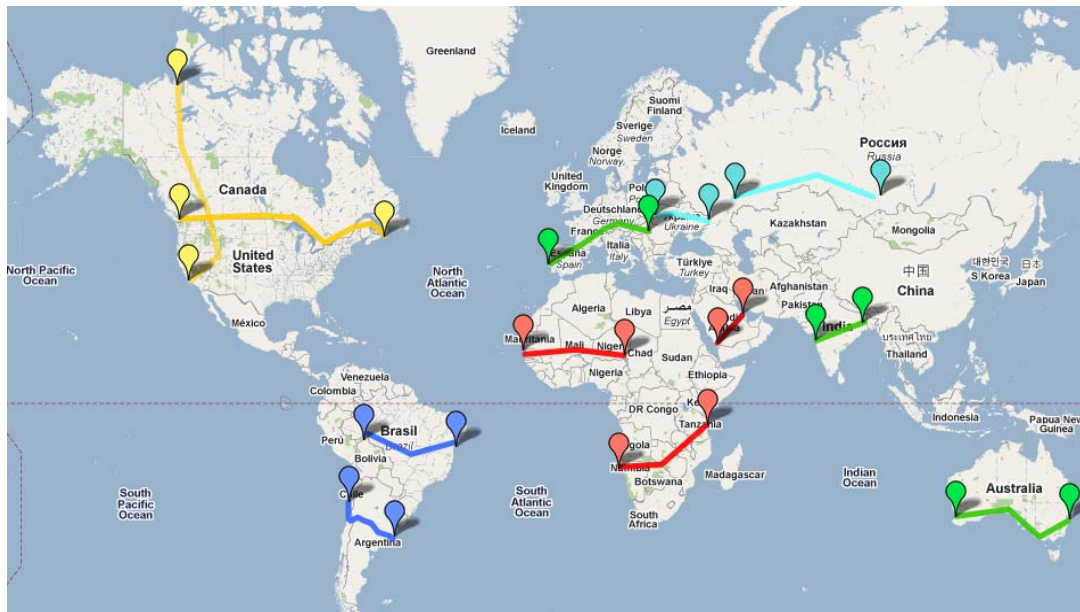 Greenland
Iceland
Suomi
Finland
Sverige
Sweden
Norge
Norway
United
Kingdom
Россия
Russia
Canada
Deutschland
Germany
Ukraine
Kazakhstan
Mongolia
United
States
Spain
Italia
Italy
Türkiye
Turkey
North Pacific
Ocean
North
Atlantic
Ocean
Iraq
Afghanistan
Pakistan
中国
China
대한민국
S Korea
日本
Japan
México
Algeria
Libya
مصر
Egypt
India
Mali
Niger
Chad
Sudan
Nigeria
Ethiopia
ประเทศไทย
Thailand
Venezuela
Colombia
DR Congo
Tanzania
Indonesia
Papua New
Guinea
Brasil
Brazil
Perú
Bolivia
Chile
Argentina
Namibia
Botswana
Madagascar
South
Africa
South
Pacific
Ocean
South
Atlantic
Ocean
Indian
Ocean
Australia